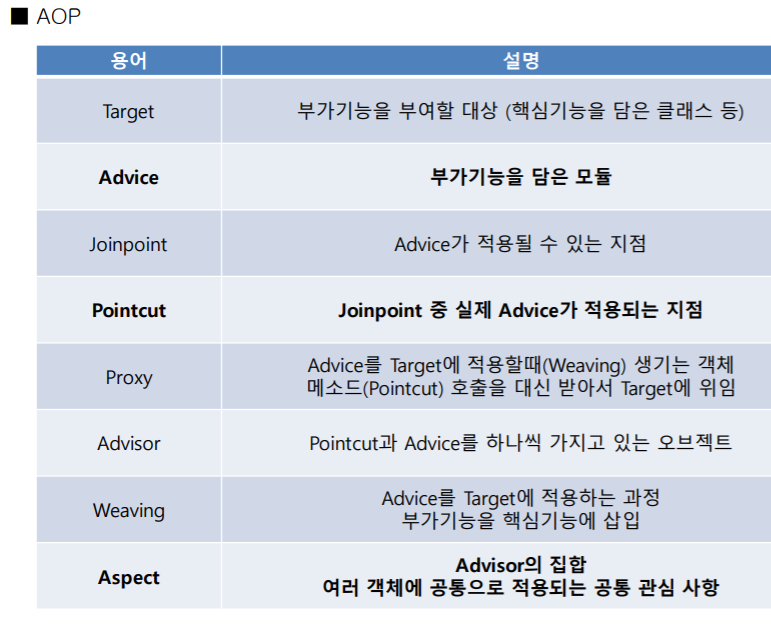 ■ AOP
용어 설명
Target 부가기능을 부여할 대상 (핵심기능을 담은 클래스 등)
Advice 부가기능을 담은 모듈
Joinpoint Advice가 적용될 수 있는 지점
Pointcut Joinpoint 중 실제 Advice가 적용되는 지점
Proxy Advice를 Target에 적용할때(Weaving) 생기는 객체
메소드(Pointcut) 호출을 대신 받아서 Target에 위임
Advisor Pointcut과 Advice를 하나씩 가지고 있는 오브젝트
Weaving Advice를 Target에 적용하는 과정
부가기능을 핵심기능에 삽입
Aspect Advisor의 집합
여러 객체에 공통으로 적용되는 공통 관심 사항